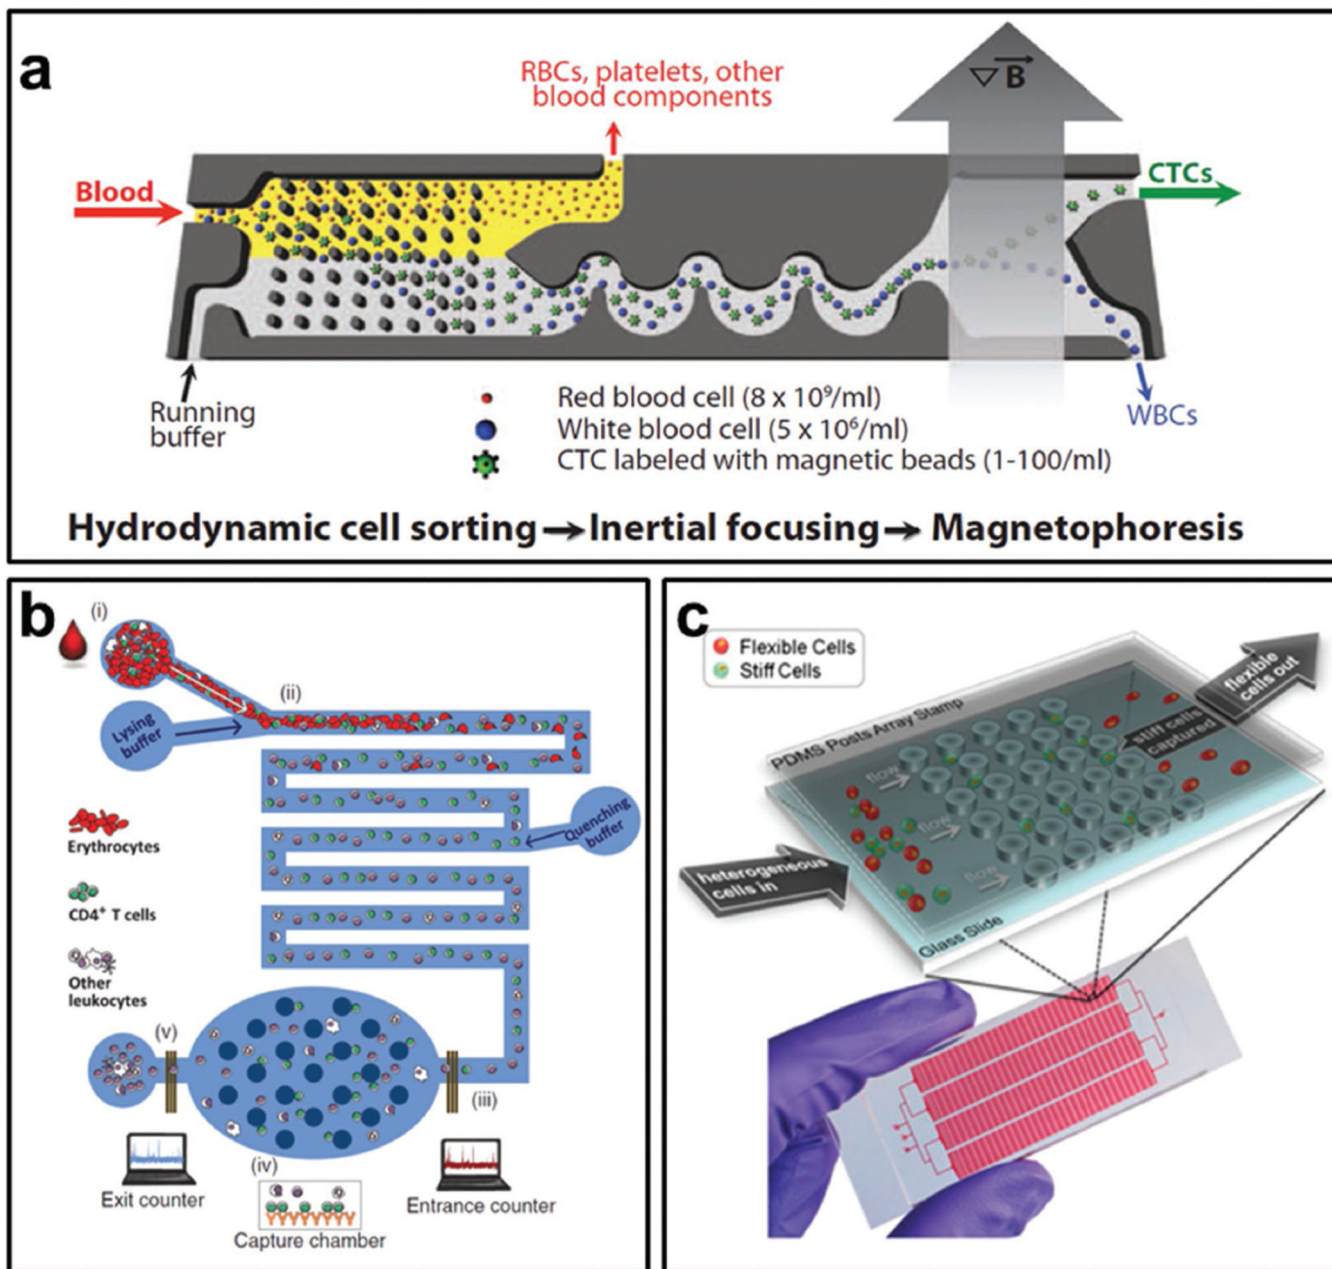 a
RBCs, platelets, other
blood components
▽B
Blood
CTCs
Running
buffer
WBCs
Red blood cell (8 x 10⁹/ml)
White blood cell (5 x 10⁶/ml)
CTC labeled with magnetic beads (1-100/ml)
Hydrodynamic cell sorting → Inertial focusing → Magnetophoresis
b
(i)
(ii)
Lysing
buffer
Quenching
buffer
Erythrocytes
CD4⁺ T cells
Other
leukocytes
(v)
(iii)
(iv)
Exit counter
Entrance counter
Capture chamber
c
Flexible Cells
Stiff Cells
flexible
cells out
PDMS Posts Array Stamp
stiff cells
captured
flow
flow
flow
heterogeneous
cells in
Glass Slide